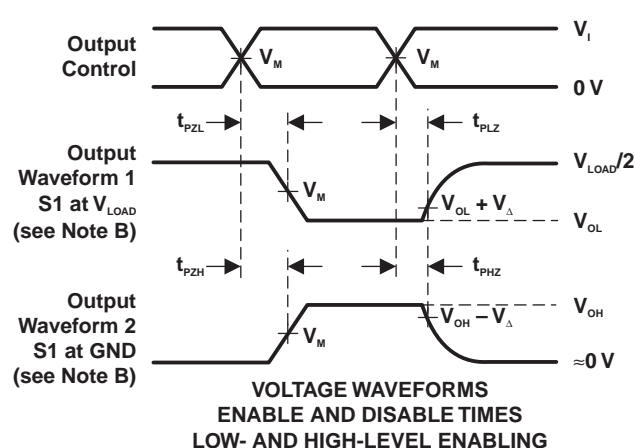 Output
Control
V_M
V_M
V_I
0 V
t_PZL
t_PLZ
Output
Waveform 1
S1 at V_LOAD
(see Note B)
V_M
V_OL + V_Δ
V_LOAD/2
V_OL
t_PZH
t_PHZ
Output
Waveform 2
S1 at GND
(see Note B)
V_M
V_OH – V_Δ
V_OH
≈0 V
VOLTAGE WAVEFORMS
ENABLE AND DISABLE TIMES
LOW- AND HIGH-LEVEL ENABLING